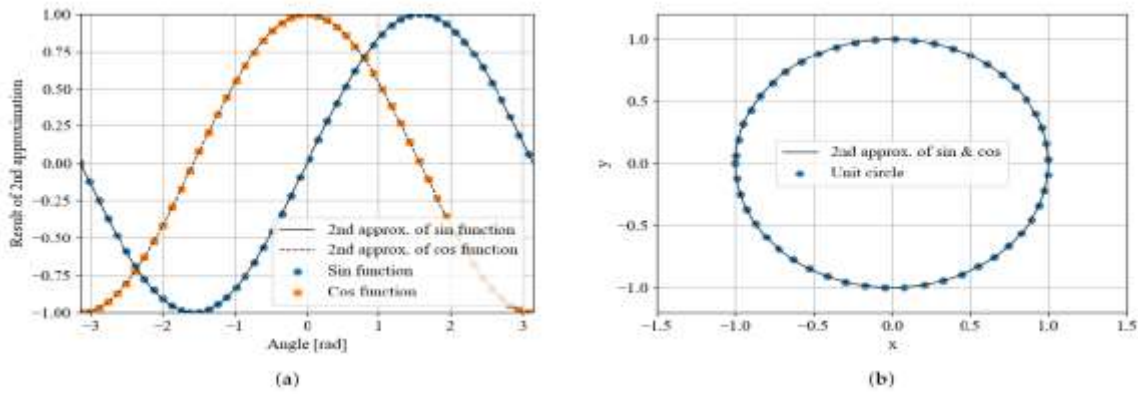 1.00
0.75
0.50
0.25
0.00
−0.25
−0.50
−0.75
−1.00
Result of 2nd approximation
−3 −2 −1 0 1 2 3
Angle [rad]
2nd approx. of sin function
2nd approx. of cos function
Sin function
Cos function
(a)
1.0
0.5
0.0
−0.5
−1.0
y
−1.5 −1.0 −0.5 0.0 0.5 1.0 1.5
x
2nd approx. of sin & cos
Unit circle
(b)